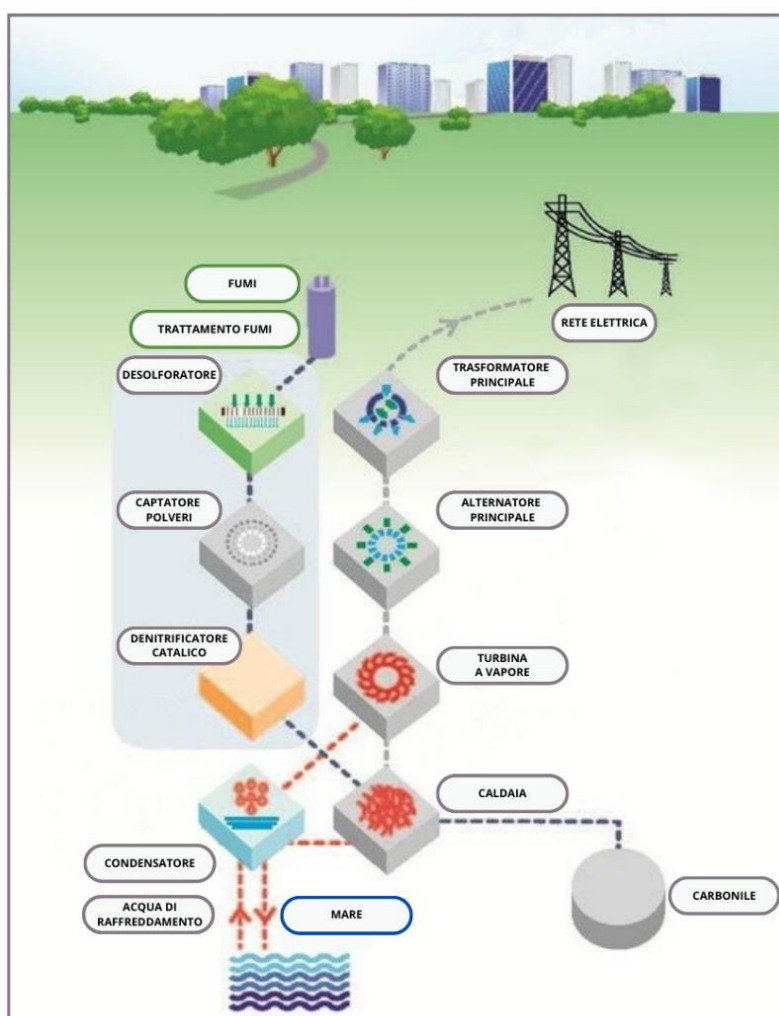 FUMI
TRATTAMENTO FUMI
RETE ELETTRICA
DESOLFORATORE
TRASFORMATORE
PRINCIPALE
CAPTATORE
POLVERI
ALTERNATORE
PRINCIPALE
DENITRIFICATORE
CATALICO
TURBINA
A VAPORE
CALDAIA
CONDENSATORE
CARBONILE
ACQUA DI
RAFFREDDAMENTO
MARE